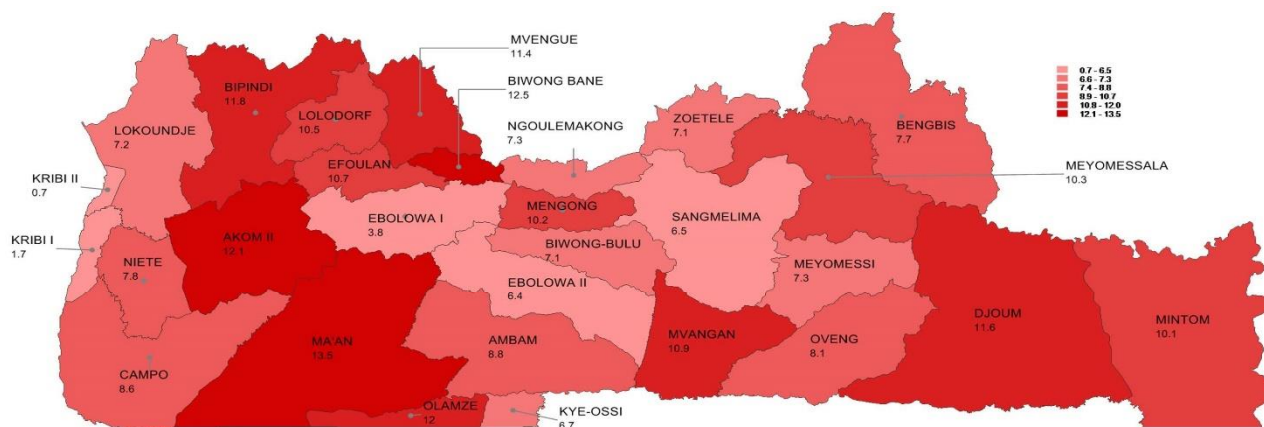 MVENGUE
11.4
BIWONG BANE
12.5
NGOULEMAKONG
7.3
0.7 - 6.5
6.6 - 7.3
7.4 - 8.8
8.9 - 10.7
10.8 - 12.0
12.1 - 13.5
BIPINDI
11.8
LOLODORF
10.5
ZOETELE
7.1
BENGBIS
7.7
LOKOUNDJE
7.2
EFOULAN
10.7
MEYOMESSALA
10.3
KRIBI II
0.7
EBOLOWA I
3.8
MENGONG
10.2
SANGMELIMA
6.5
KRIBI I
1.7
AKOM II
12.1
NIETE
7.8
BIWONG-BULU
7.1
MEYOMESSI
7.3
EBOLOWA II
6.4
MA'AN
13.5
AMBAM
8.8
MVANGAN
10.9
OVENG
8.1
DJOUM
11.6
MINTOM
10.1
CAMPO
8.6
OLAMZE
12
KYE-OSSI
6.7